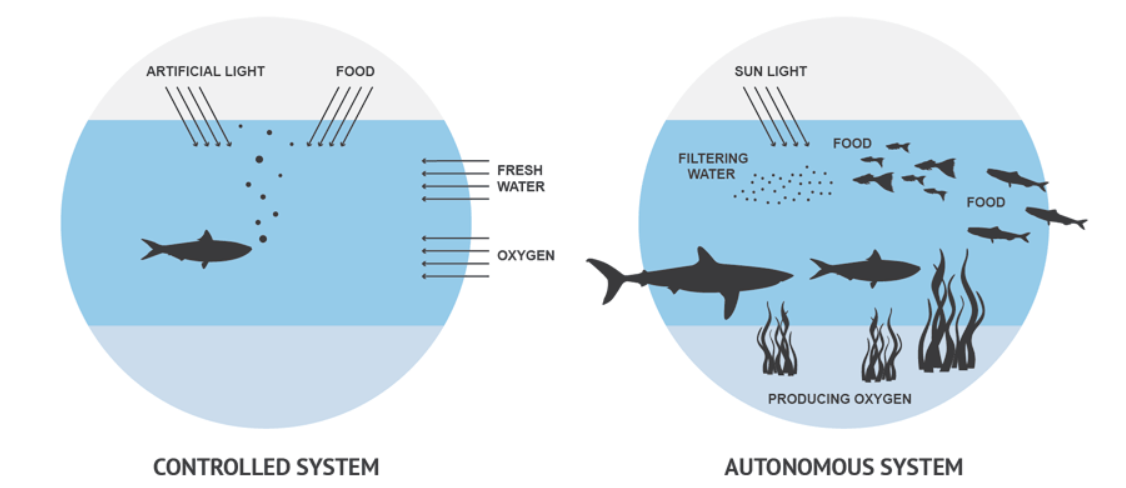 ARTIFICIAL LIGHT
FOOD
FRESH
WATER
OXYGEN
CONTROLLED SYSTEM
SUN LIGHT
FOOD
FILTERING
WATER
FOOD
PRODUCING OXYGEN
AUTONOMOUS SYSTEM